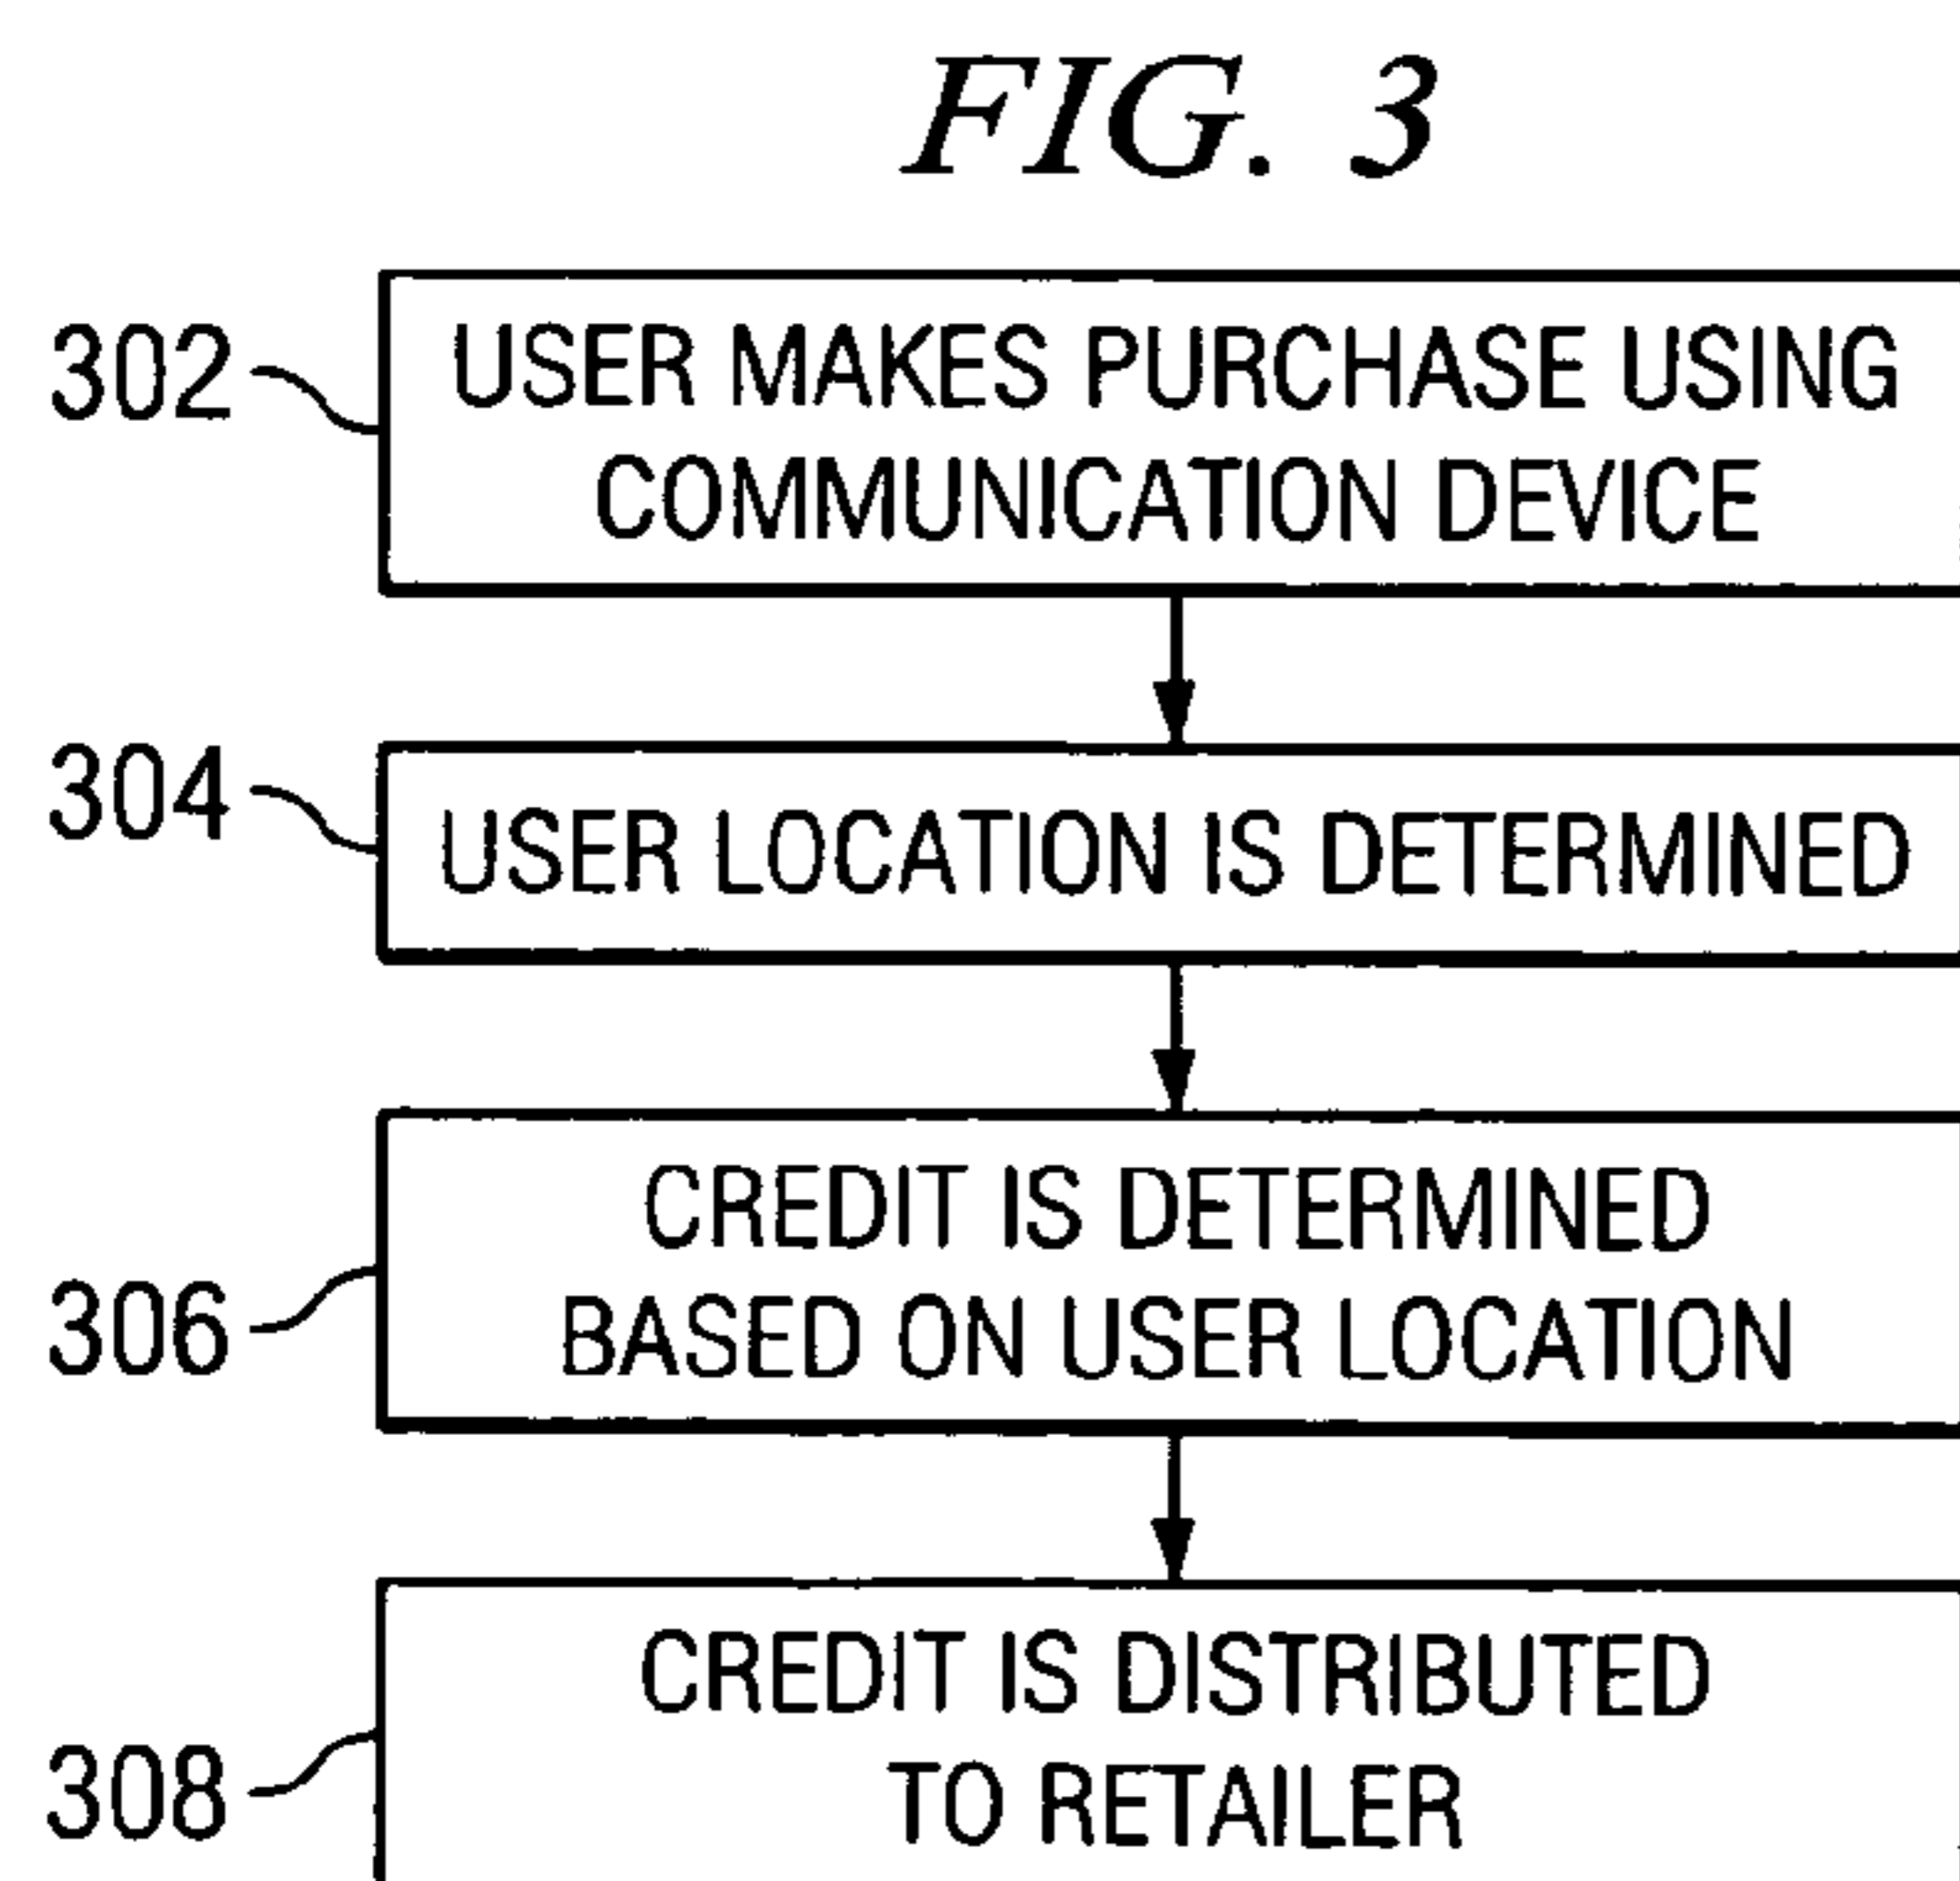 FIG. 3
302
USER MAKES PURCHASE USING
COMMUNICATION DEVICE
304
USER LOCATION IS DETERMINED
306
CREDIT IS DETERMINED
BASED ON USER LOCATION
308
CREDIT IS DISTRIBUTED
TO RETAILER